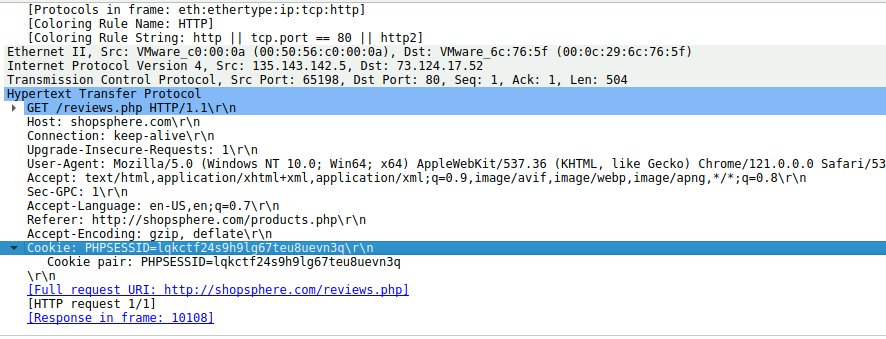 [Protocols in frame: eth:ethertype:ip:tcp:http]
[Coloring Rule Name: HTTP]
[Coloring Rule String: http || tcp.port == 80 || http2]
Ethernet II, Src: VMware_c0:00:0a (00:50:56:c0:00:0a), Dst: VMware_6c:76:5f (00:0c:29:6c:76:5f)
Internet Protocol Version 4, Src: 135.143.142.5, Dst: 73.124.17.52
Transmission Control Protocol, Src Port: 65198, Dst Port: 80, Seq: 1, Ack: 1, Len: 504
Hypertext Transfer Protocol
GET /reviews.php HTTP/1.1\r\n
Host: shopsphere.com\r\n
Connection: keep-alive\r\n
Upgrade-Insecure-Requests: 1\r\n
User-Agent: Mozilla/5.0 (Windows NT 10.0; Win64; x64) AppleWebKit/537.36 (KHTML, like Gecko) Chrome/121.0.0.0 Safari/53
Accept: text/html,application/xhtml+xml,application/xml;q=0.9,image/avif,image/webp,image/apng,*/*;q=0.8\r\n
Sec-GPC: 1\r\n
Accept-Language: en-US,en;q=0.7\r\n
Referer: http://shopsphere.com/products.php\r\n
Accept-Encoding: gzip, deflate\r\n
Cookie: PHPSESSID=lqkctf24s9h9lg67teu8uevn3q\r\n
Cookie pair: PHPSESSID=lqkctf24s9h9lg67teu8uevn3q
\r\n
[Full request URI: http://shopsphere.com/reviews.php]
[HTTP request 1/1]
[Response in frame: 10108]